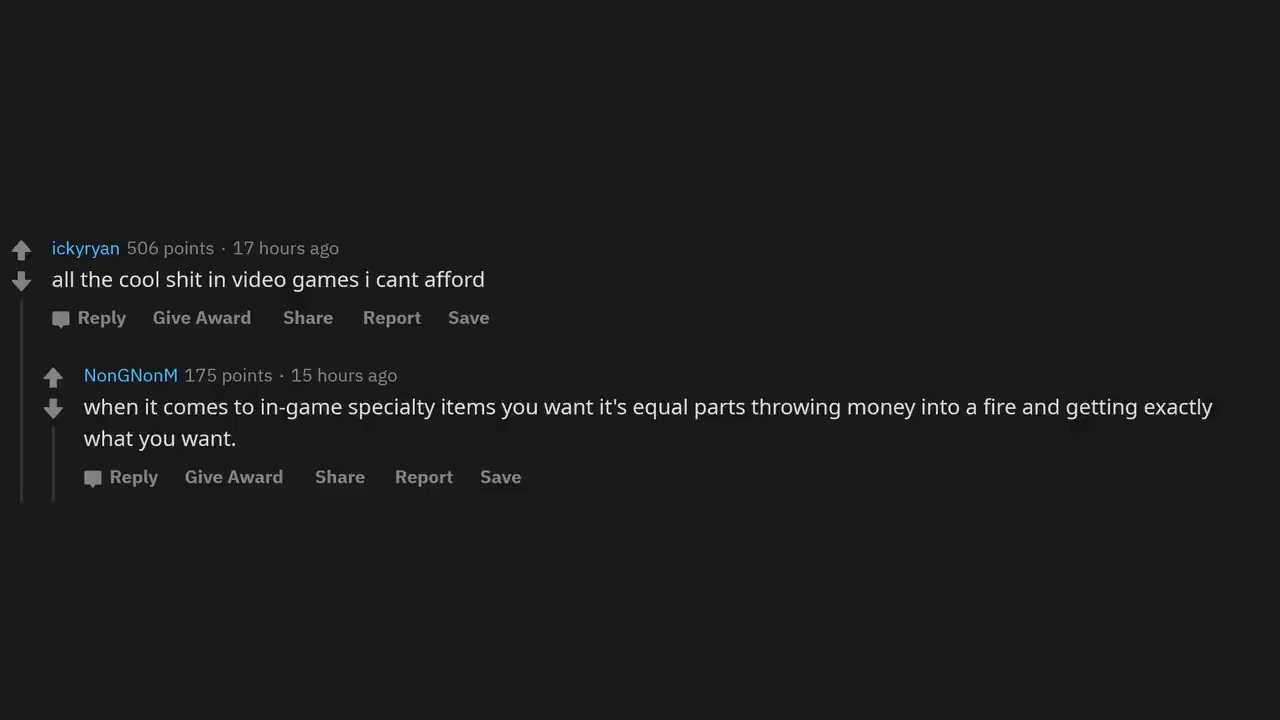 ickyryan 506 points · 17 hours ago
all the cool shit in video games i cant afford
Reply Give Award Share Report Save
NonGNonM 175 points · 15 hours ago
when it comes to in-game specialty items you want it's equal parts throwing money into a fire and getting exactly
what you want.
Reply Give Award Share Report Save